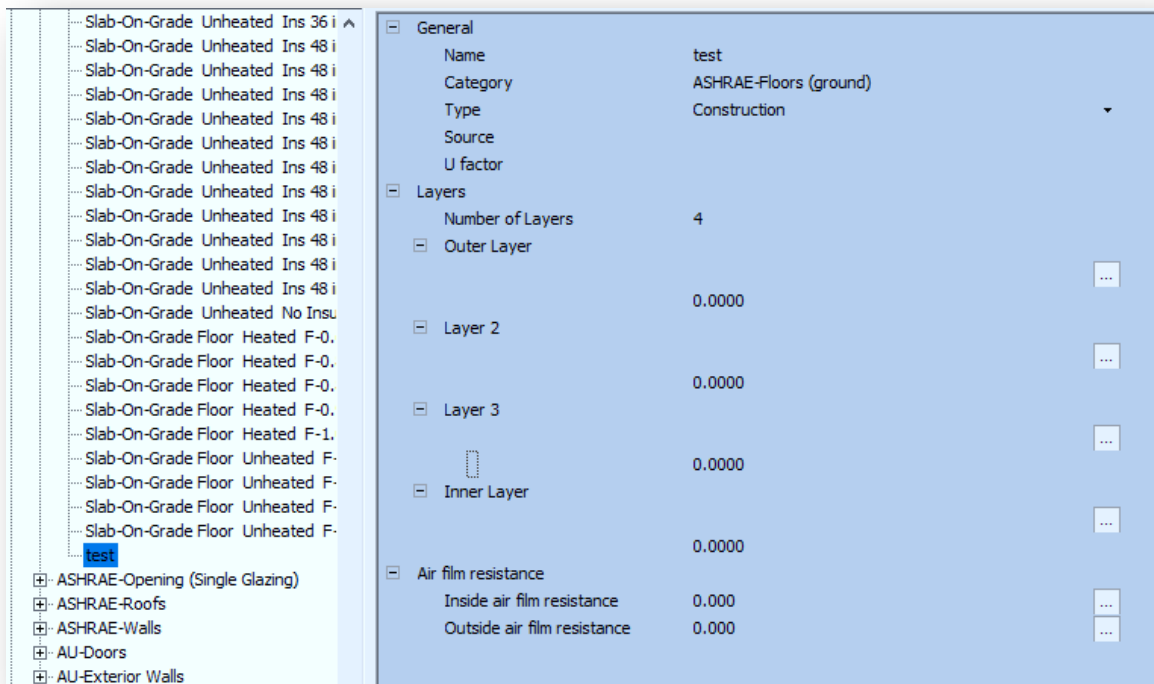 Slab-On-Grade Unheated Ins 36 i
Slab-On-Grade Unheated Ins 48 i
Slab-On-Grade Unheated Ins 48 i
Slab-On-Grade Unheated Ins 48 i
Slab-On-Grade Unheated Ins 48 i
Slab-On-Grade Unheated Ins 48 i
Slab-On-Grade Unheated Ins 48 i
Slab-On-Grade Unheated Ins 48 i
Slab-On-Grade Unheated Ins 48 i
Slab-On-Grade Unheated Ins 48 i
Slab-On-Grade Unheated Ins 48 i
Slab-On-Grade Unheated Ins 48 i
Slab-On-Grade Unheated No Insu
Slab-On-Grade Floor Heated F-0.
Slab-On-Grade Floor Heated F-0.
Slab-On-Grade Floor Heated F-0.
Slab-On-Grade Floor Heated F-0.
Slab-On-Grade Floor Heated F-1.
Slab-On-Grade Floor Unheated F-
Slab-On-Grade Floor Unheated F-
Slab-On-Grade Floor Unheated F-
Slab-On-Grade Floor Unheated F-
test
ASHRAE-Opening (Single Glazing)
ASHRAE-Roofs
ASHRAE-Walls
AU-Doors
AU-Exterior Walls
General
Name test
Category ASHRAE-Floors (ground)
Type Construction
Source
U factor
Layers
Number of Layers 4
Outer Layer
...
0.0000
Layer 2
...
0.0000
Layer 3
...
0.0000
Inner Layer
...
0.0000
Air film resistance
Inside air film resistance 0.000 ...
Outside air film resistance 0.000 ...